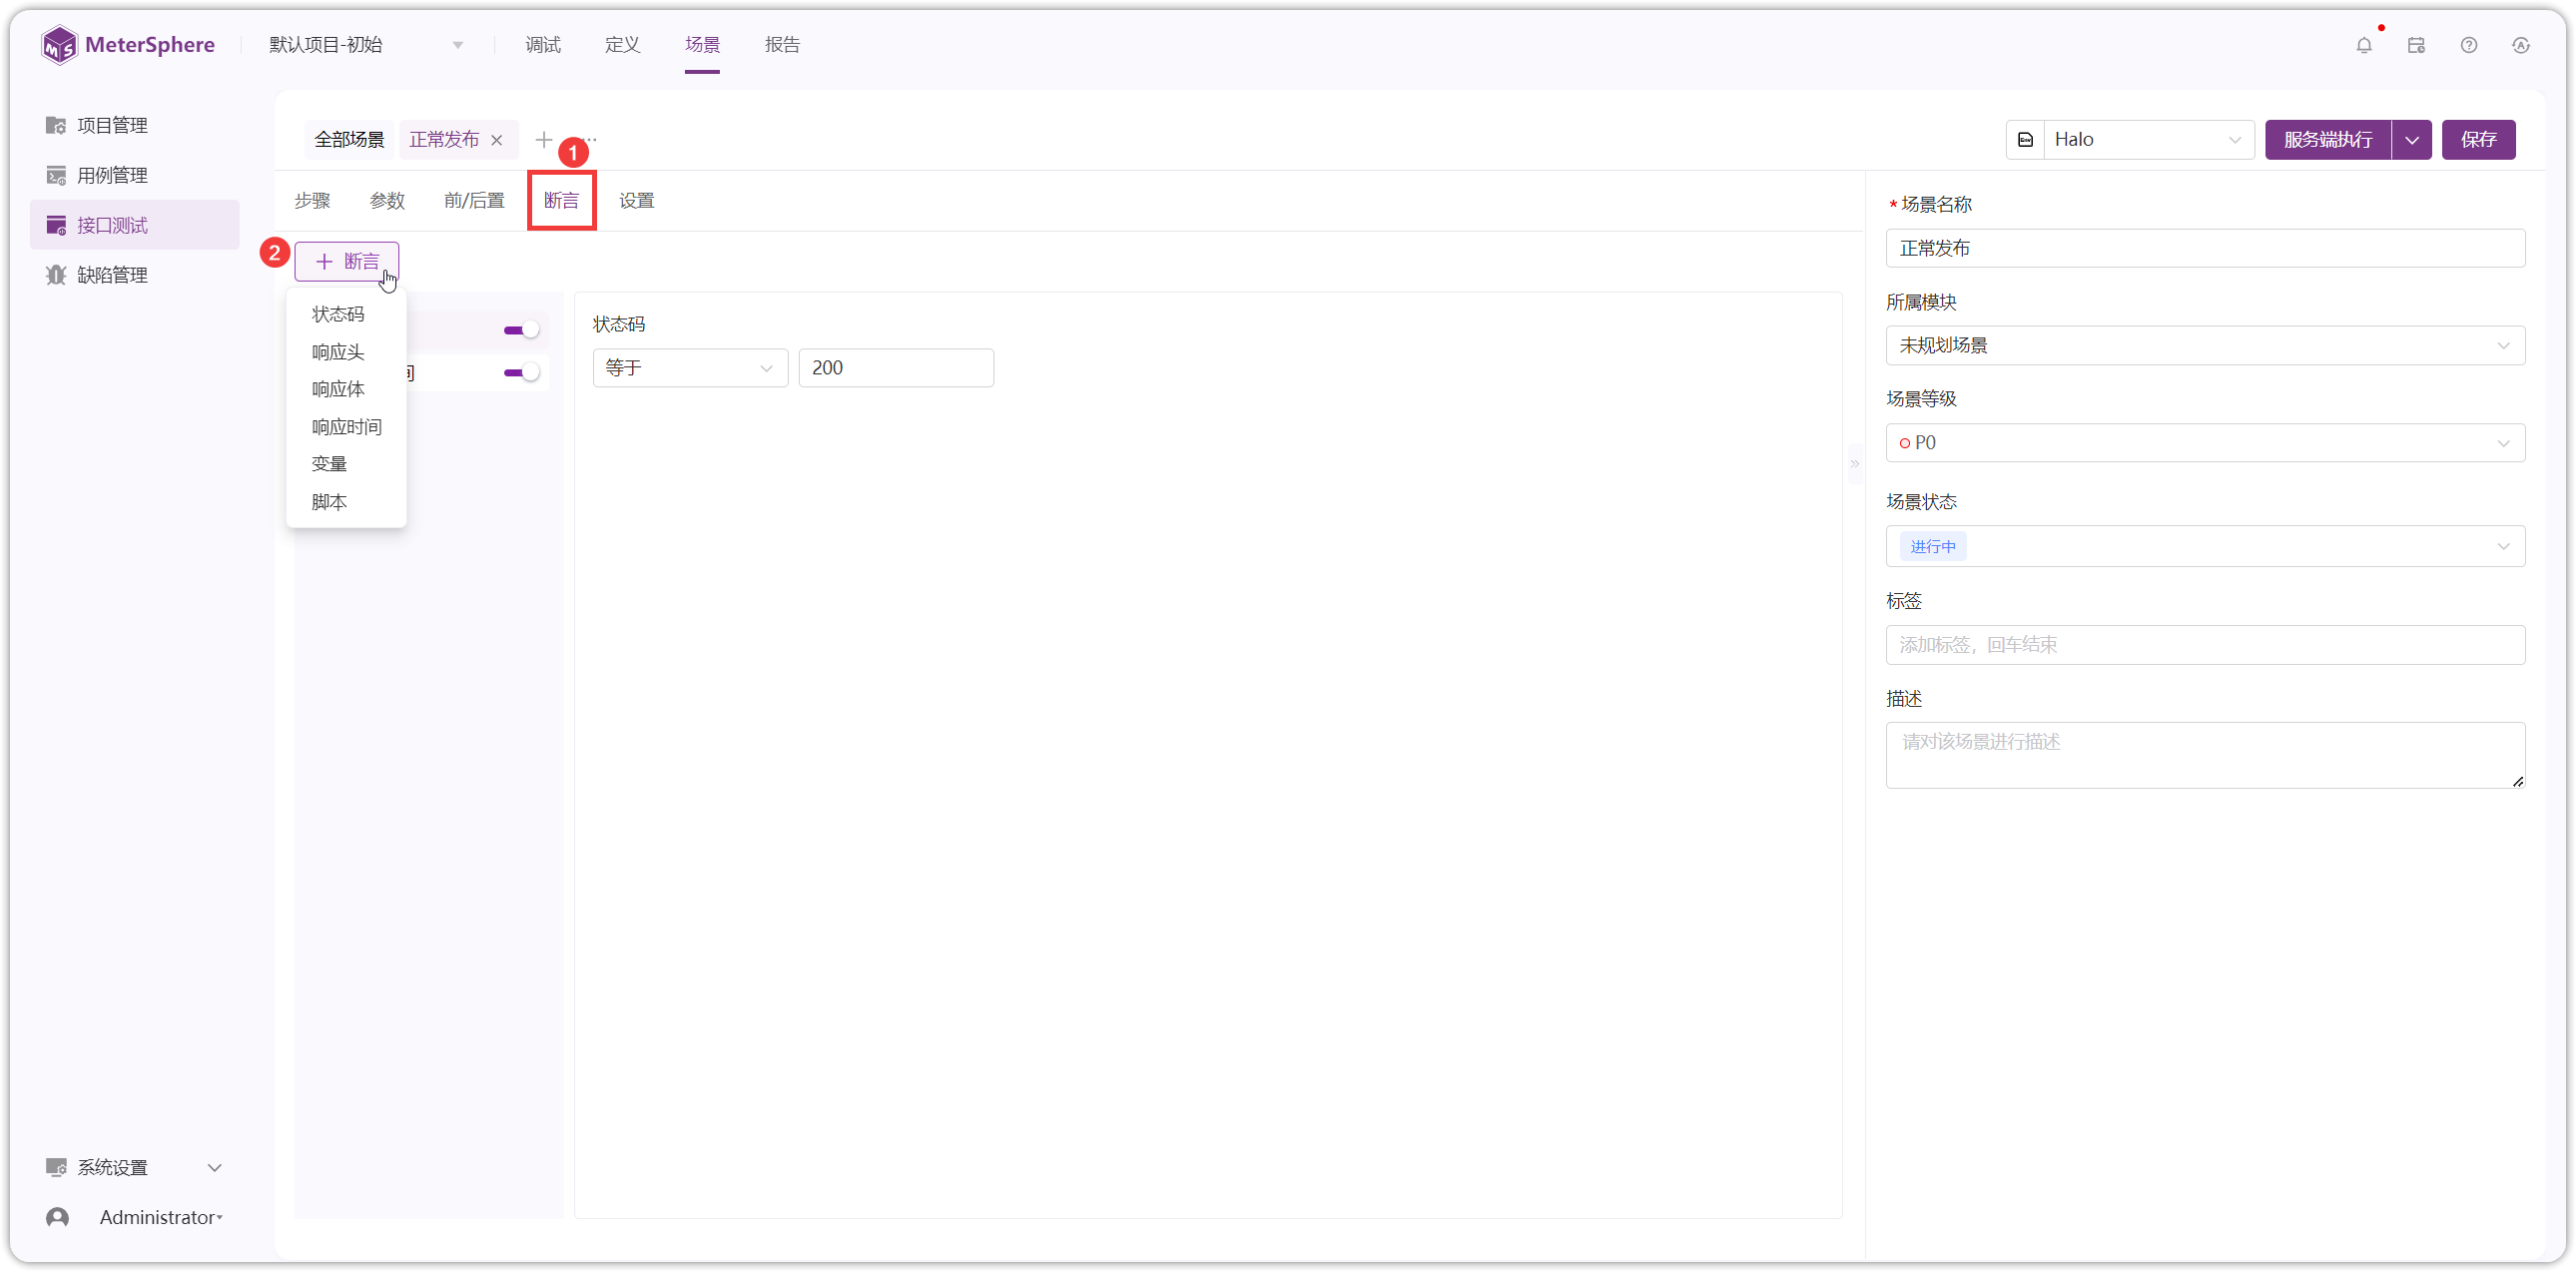 MeterSphere
默认项目-初始
调试
定义
场景
报告
项目管理
用例管理
接口测试
缺陷管理
全部场景
正常发布
1
Halo
服务端执行
保存
步骤
参数
前/后置
断言
设置
2
断言
状态码
响应头
响应体
响应时间
变量
脚本
间
状态码
等于
200
* 场景名称
正常发布
所属模块
未规划场景
场景等级
P0
场景状态
进行中
标签
添加标签，回车结束
描述
请对该场景进行描述
系统设置
Administrator